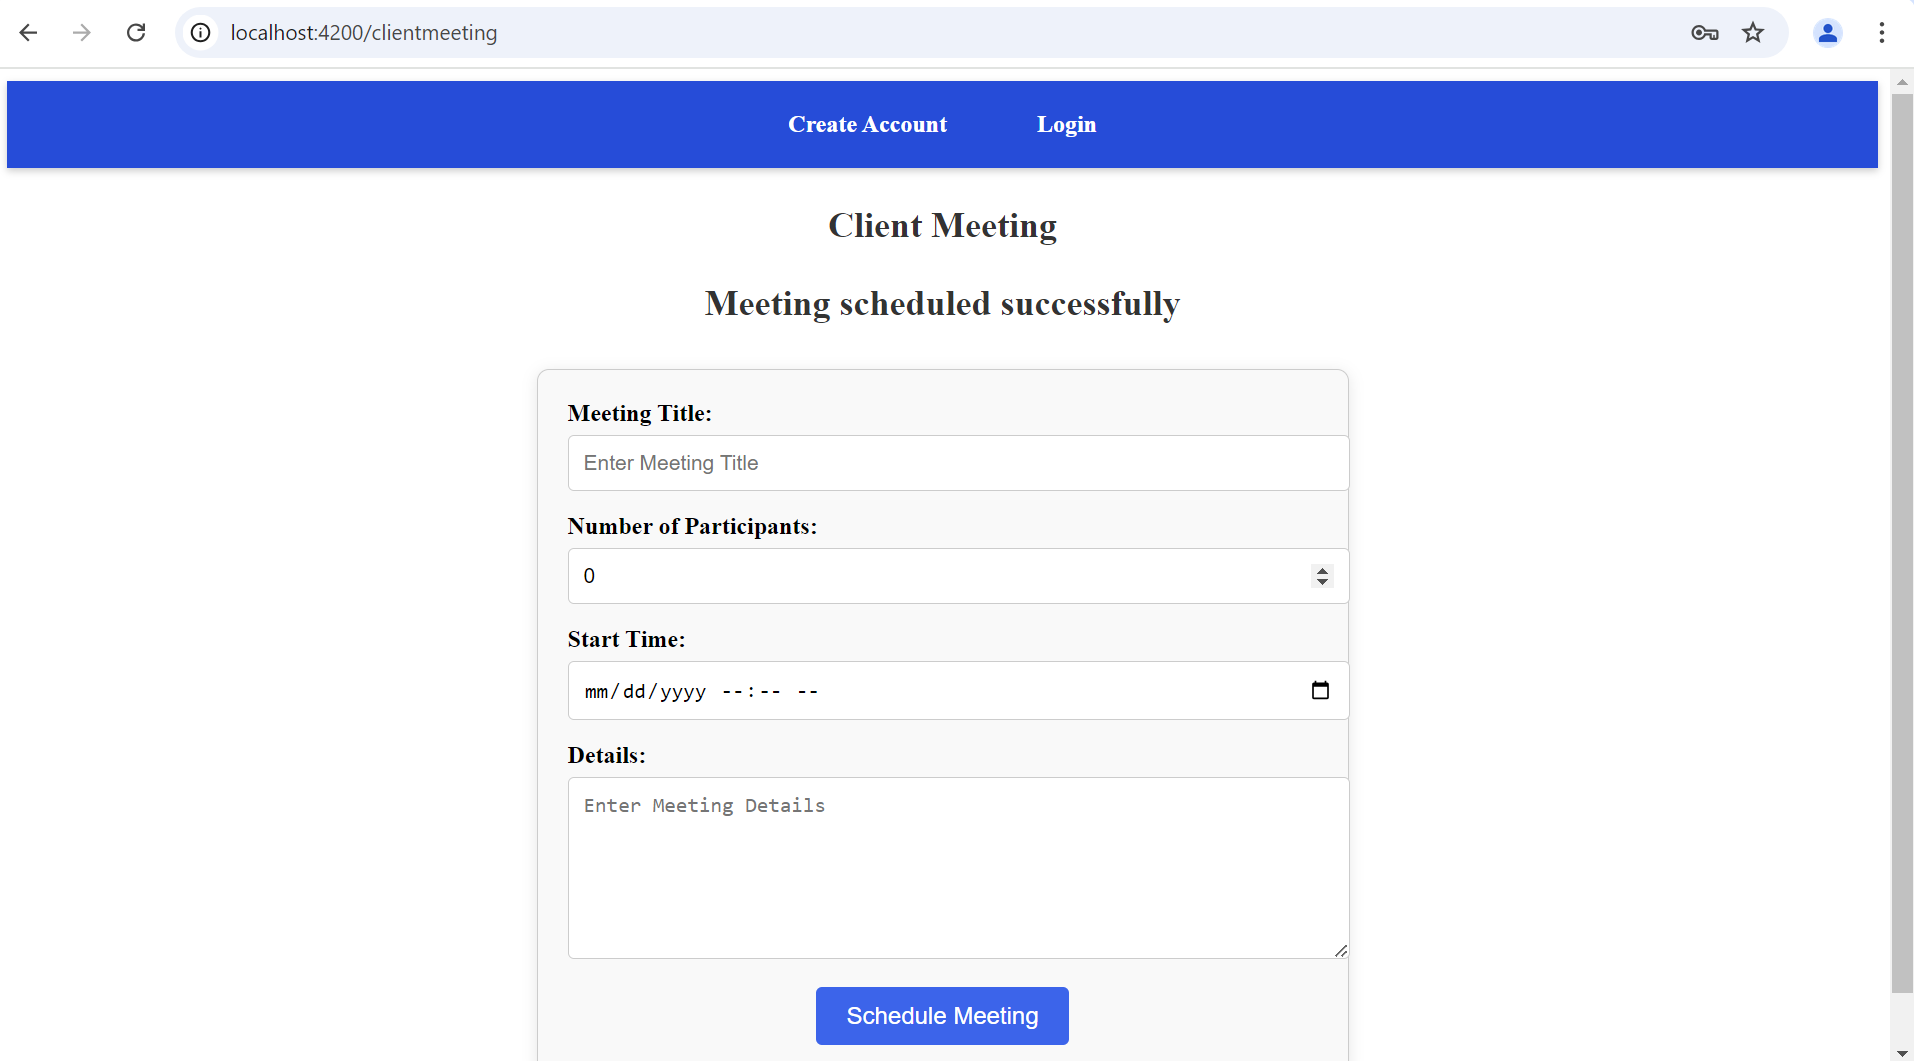 localhost:4200/clientmeeting
Create Account Login
Client Meeting
Meeting scheduled successfully
Meeting Title:
Enter Meeting Title
Number of Participants:
0
Start Time:
mm/dd/yyyy --:-- --
Details:
Enter Meeting Details
Schedule Meeting